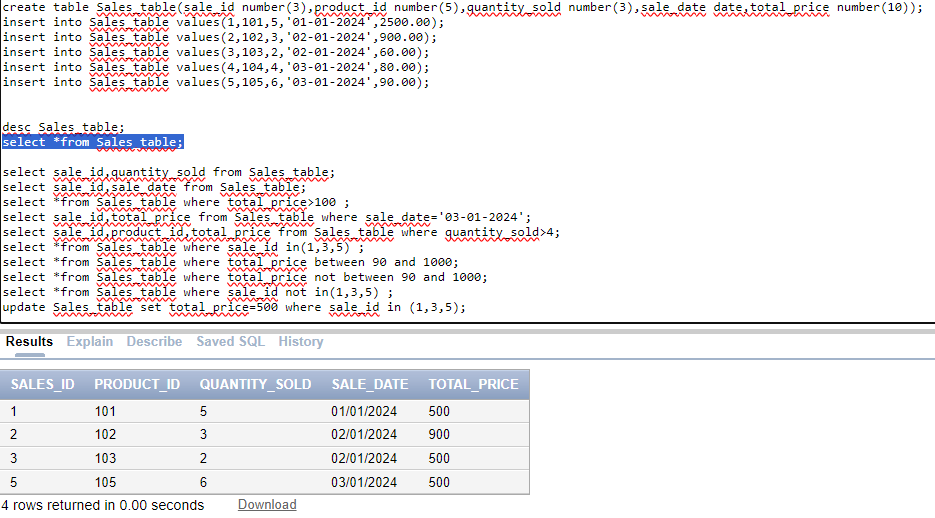 create table Sales_table(sale_id number(3),product_id number(5),quantity_sold number(3),sale_date date,total_price number(10));
insert into Sales_table values(1,101,5,'01-01-2024',2500.00);
insert into Sales_table values(2,102,3,'02-01-2024',900.00);
insert into Sales_table values(3,103,2,'02-01-2024',60.00);
insert into Sales_table values(4,104,4,'03-01-2024',80.00);
insert into Sales_table values(5,105,6,'03-01-2024',90.00);
desc Sales_table;
select *from Sales_table;
select sale_id,quantity_sold from Sales_table;
select sale_id,sale_date from Sales_table;
select *from Sales_table where total_price>100 ;
select sale_id,total_price from Sales_table where sale_date='03-01-2024';
select sale_id,product_id,total_price from Sales_table where quantity_sold>4;
select *from Sales_table where sale_id in(1,3,5) ;
select *from Sales_table where total_price between 90 and 1000;
select *from Sales_table where total_price not between 90 and 1000;
select *from Sales_table where sale_id not in(1,3,5) ;
update Sales_table set total_price=500 where sale_id in (1,3,5);
Results Explain Describe Saved SQL History
SALES_ID PRODUCT_ID QUANTITY_SOLD SALE_DATE TOTAL_PRICE
1 101 5 01/01/2024 500
2 102 3 02/01/2024 900
3 103 2 02/01/2024 500
5 105 6 03/01/2024 500
4 rows returned in 0.00 seconds Download